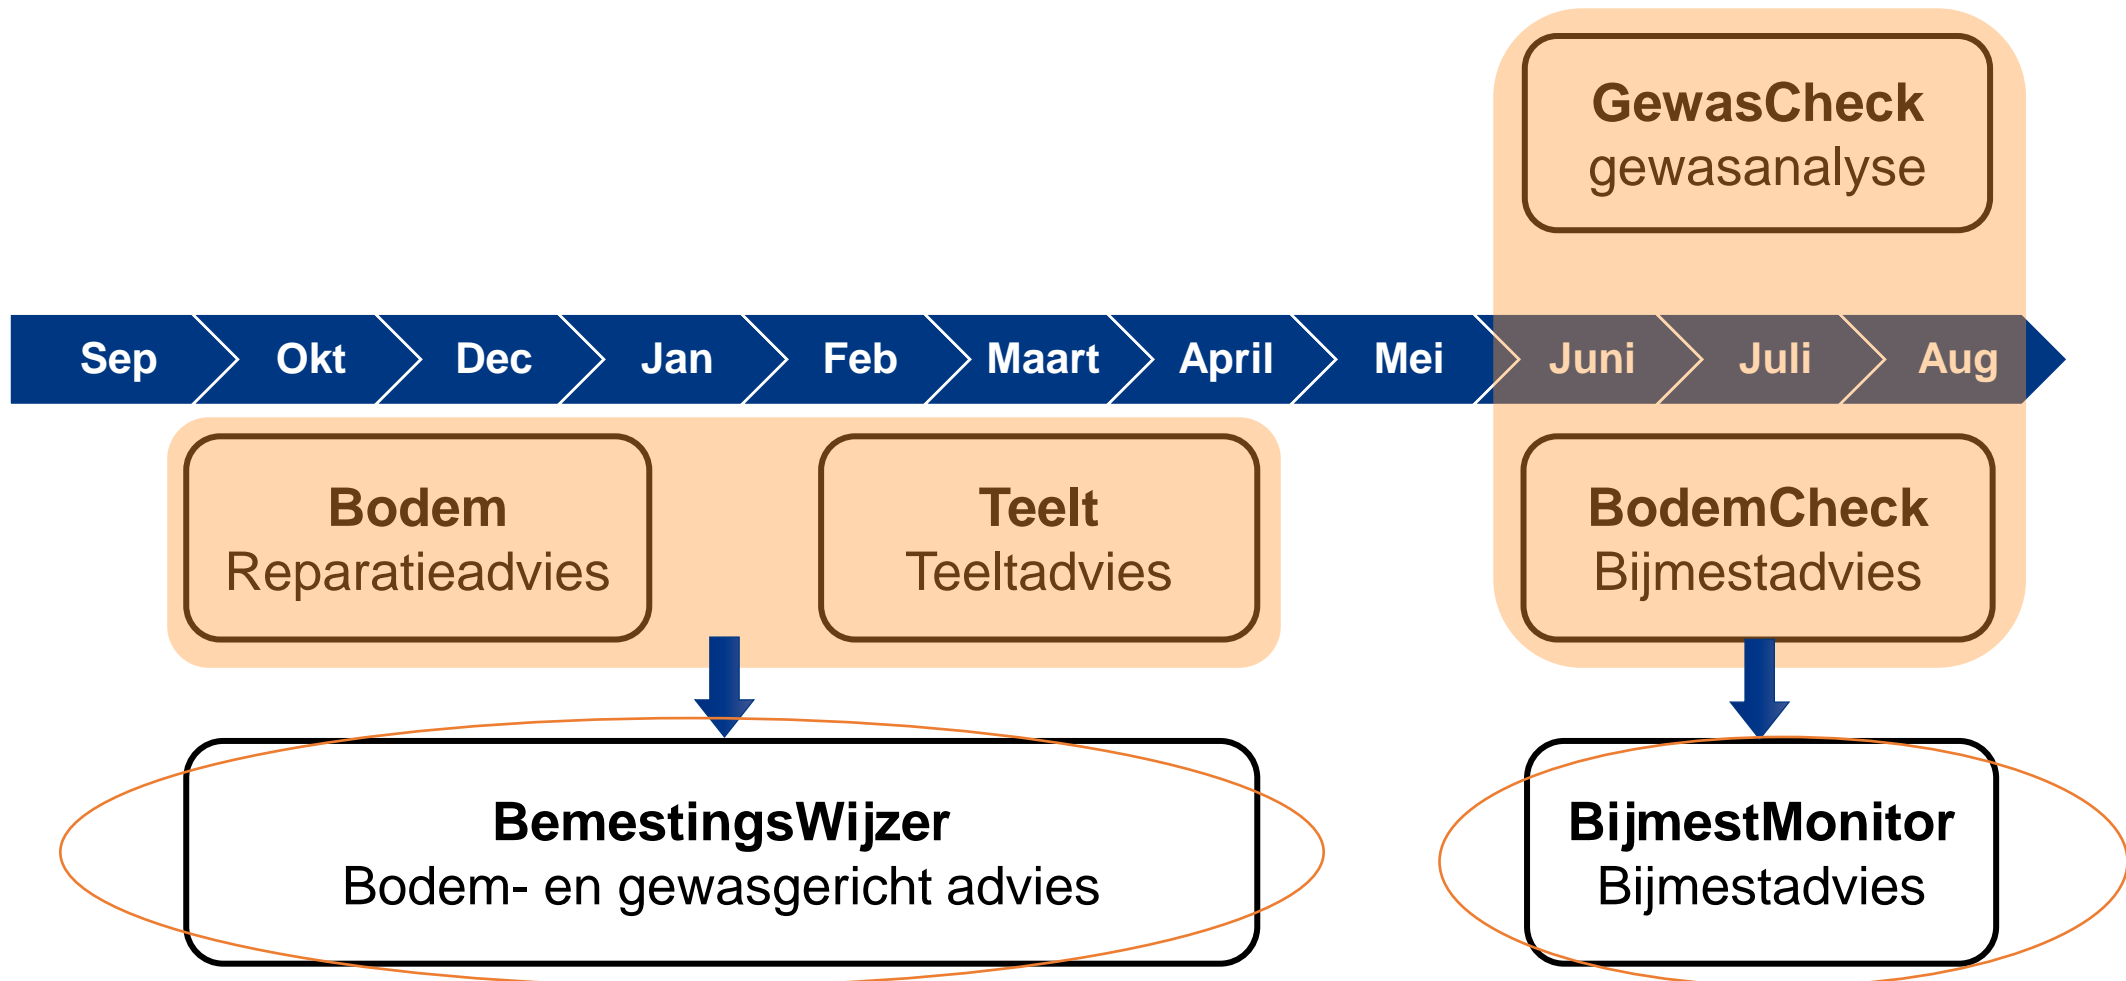 GewasCheck
gewasanalyse
Sep Okt Dec Jan Feb Maart April Mei Juni Juli Aug
Bodem
Reparatieadvies
Teelt
Teeltadvies
BodemCheck
Bijmestadvies
BemestingsWijzer
Bodem- en gewasgericht advies
BijmestMonitor
Bijmestadvies